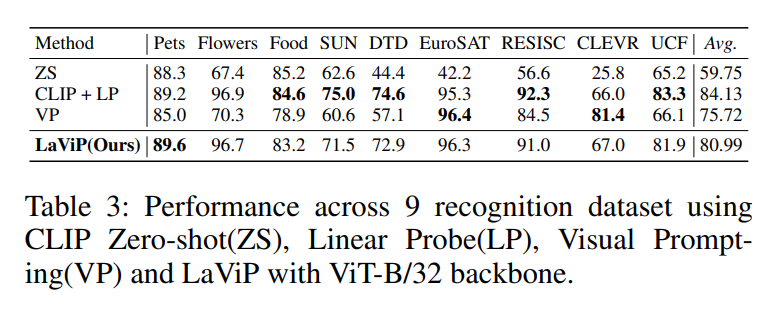 Method Pets Flowers Food SUN DTD EuroSAT RESISC CLEVR UCF Avg.
ZS 88.3 67.4 85.2 62.6 44.4 42.2 56.6 25.8 65.2 59.75
CLIP + LP 89.2 96.9 84.6 75.0 74.6 95.3 92.3 66.0 83.3 84.13
VP 85.0 70.3 78.9 60.6 57.1 96.4 84.5 81.4 66.1 75.72
LaViP(Ours) 89.6 96.7 83.2 71.5 72.9 96.3 91.0 67.0 81.9 80.99
Table 3: Performance across 9 recognition dataset using
CLIP Zero-shot(ZS), Linear Probe(LP), Visual Prompt-
ing(VP) and LaViP with ViT-B/32 backbone.